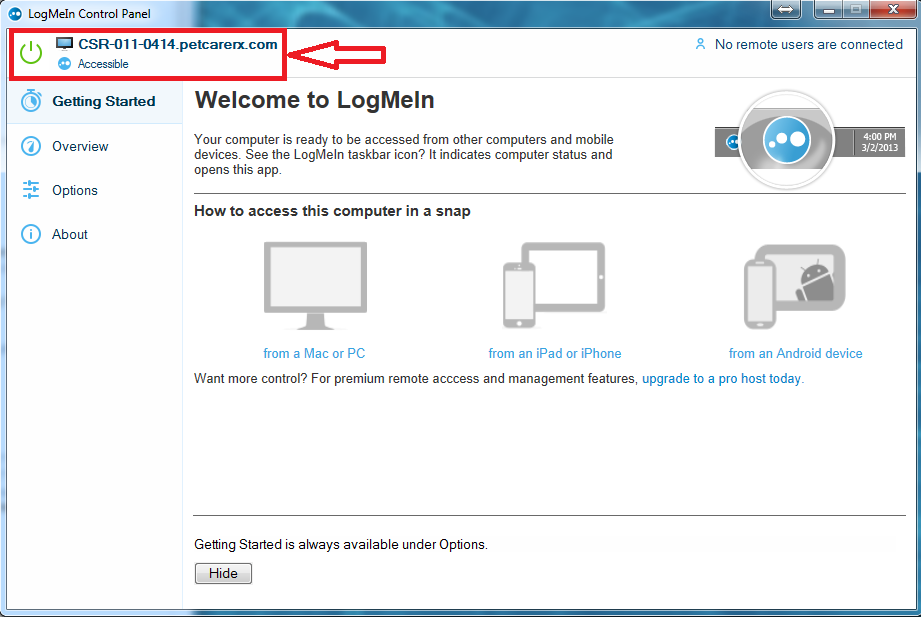 LogMeIn Control Panel
CSR-011-0414.petcarerx.com
Accessible
No remote users are connected
Getting Started
Overview
Options
About
Welcome to LogMeIn
Your computer is ready to be accessed from other computers and mobile
devices. See the LogMeIn taskbar icon? It indicates computer status and
opens this app.
4:00 PM
3/2/2013
How to access this computer in a snap
from a Mac or PC
from an iPad or iPhone
from an Android device
Want more control? For premium remote acccess and management features, upgrade to a pro host today.
Getting Started is always available under Options.
Hide